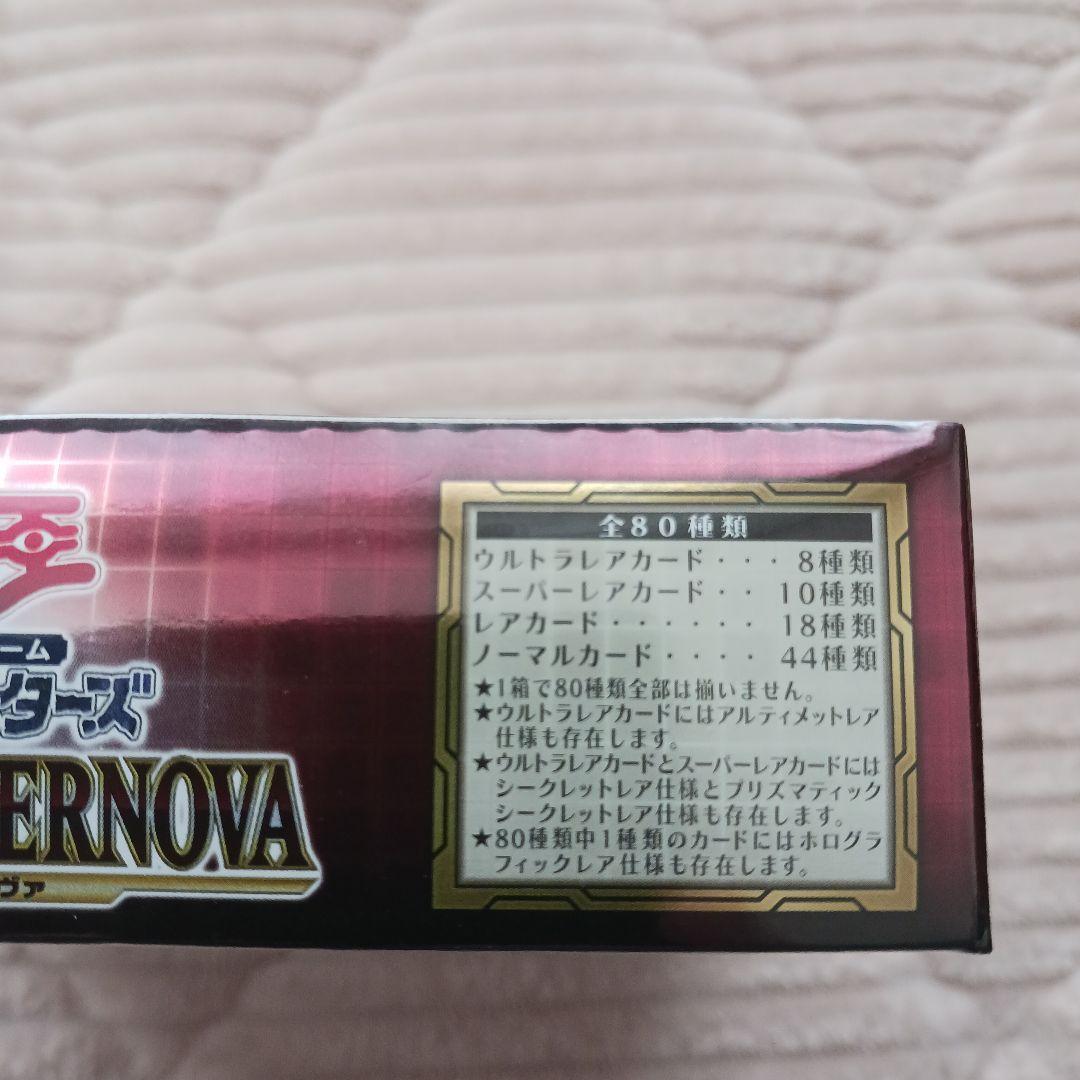 王
ーム
ターズ
ERNOVA
ヴァ
全80種類
ウルトラレアカード・・・ 8種類
スーパーレアカード・・ 10種類
レアカード・・・・・・ 18種類
ノーマルカード・・・・ 44種類
★1箱で80種類全部は揃いません。
★ウルトラレアカードにはアルティメットレア
仕様も存在します。
★ウルトラレアカードとスーパーレアカードには
シークレットレア仕様とプリズマティック
シークレットレア仕様も存在します。
★80種類中1種類のカードにはホログラ
フィックレア仕様も存在します。